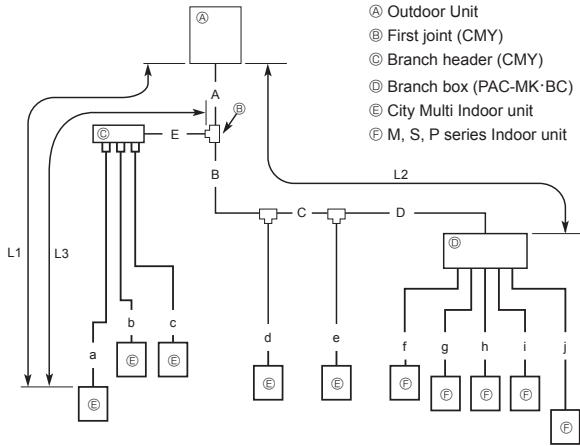 Ⓐ
Ⓐ Outdoor Unit
Ⓑ First joint (CMY)
Ⓒ Branch header (CMY)
Ⓓ Branch box (PAC-MK·BC)
Ⓔ City Multi Indoor unit
Ⓕ M, S, P series Indoor unit
A
Ⓑ
Ⓒ
E
B
L2
C
D
L1
L3
Ⓓ
a
b
c
d
e
f
g
h
i
j
Ⓔ
Ⓔ
Ⓔ
Ⓔ
Ⓔ
Ⓕ
Ⓕ
Ⓕ
Ⓕ
Ⓕ